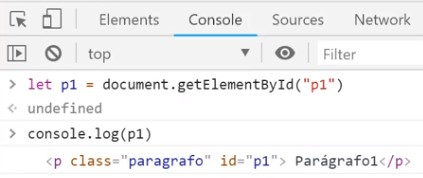 Elements Console Sources Network
top Filter
> let p1 = document.getElementById("p1")
<· undefined
> console.log(p1)
<p class="paragrafo" id="p1"> Parágrafo1</p>